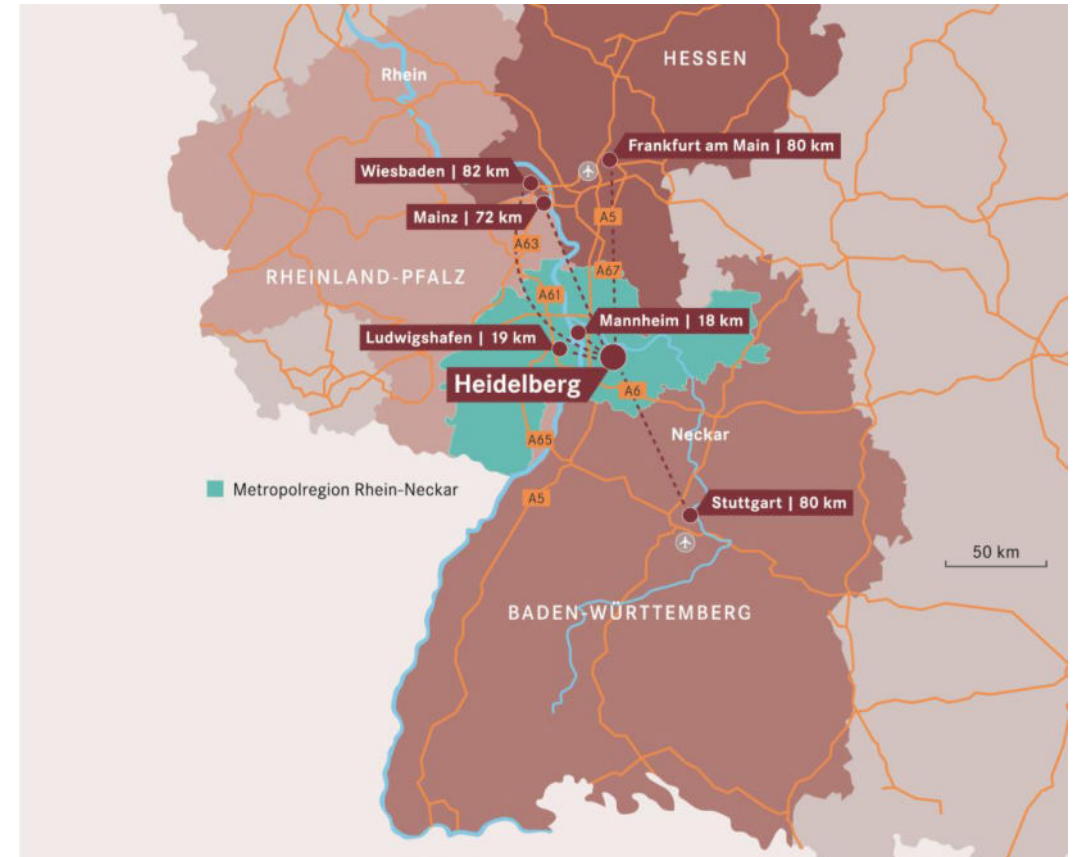 HESSEN
Rhein
Frankfurt am Main | 80 km
Wiesbaden | 82 km
Mainz | 72 km
A5
A63
RHEINLAND-PFALZ
A67
A61
Mannheim | 18 km
Ludwigshafen | 19 km
Heidelberg
A6
Neckar
A65
Metropolregion Rhein-Neckar
A5
Stuttgart | 80 km
50 km
BADEN-WÜRTTEMBERG